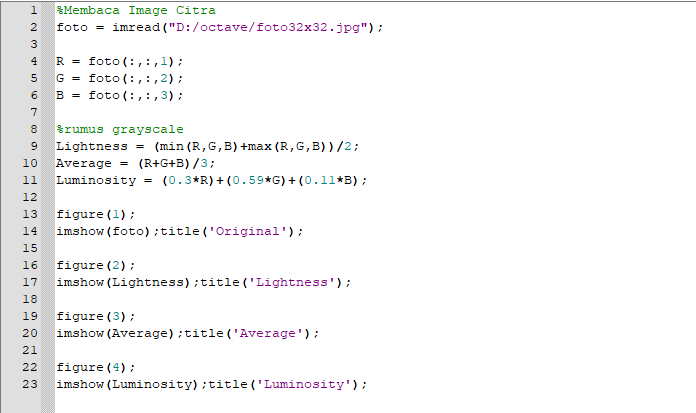 1 %Membaca Image Citra
2 foto = imread("D:/octave/foto32x32.jpg");
3
4 R = foto(:,:,1);
5 G = foto(:,:,2);
6 B = foto(:,:,3);
7
8 %rumus grayscale
9 Lightness = (min(R,G,B)+max(R,G,B))/2;
10 Average = (R+G+B)/3;
11 Luminosity = (0.3*R)+(0.59*G)+(0.11*B);
12
13 figure(1);
14 imshow(foto);title('Original');
15
16 figure(2);
17 imshow(Lightness);title('Lightness');
18
19 figure(3);
20 imshow(Average);title('Average');
21
22 figure(4);
23 imshow(Luminosity);title('Luminosity');